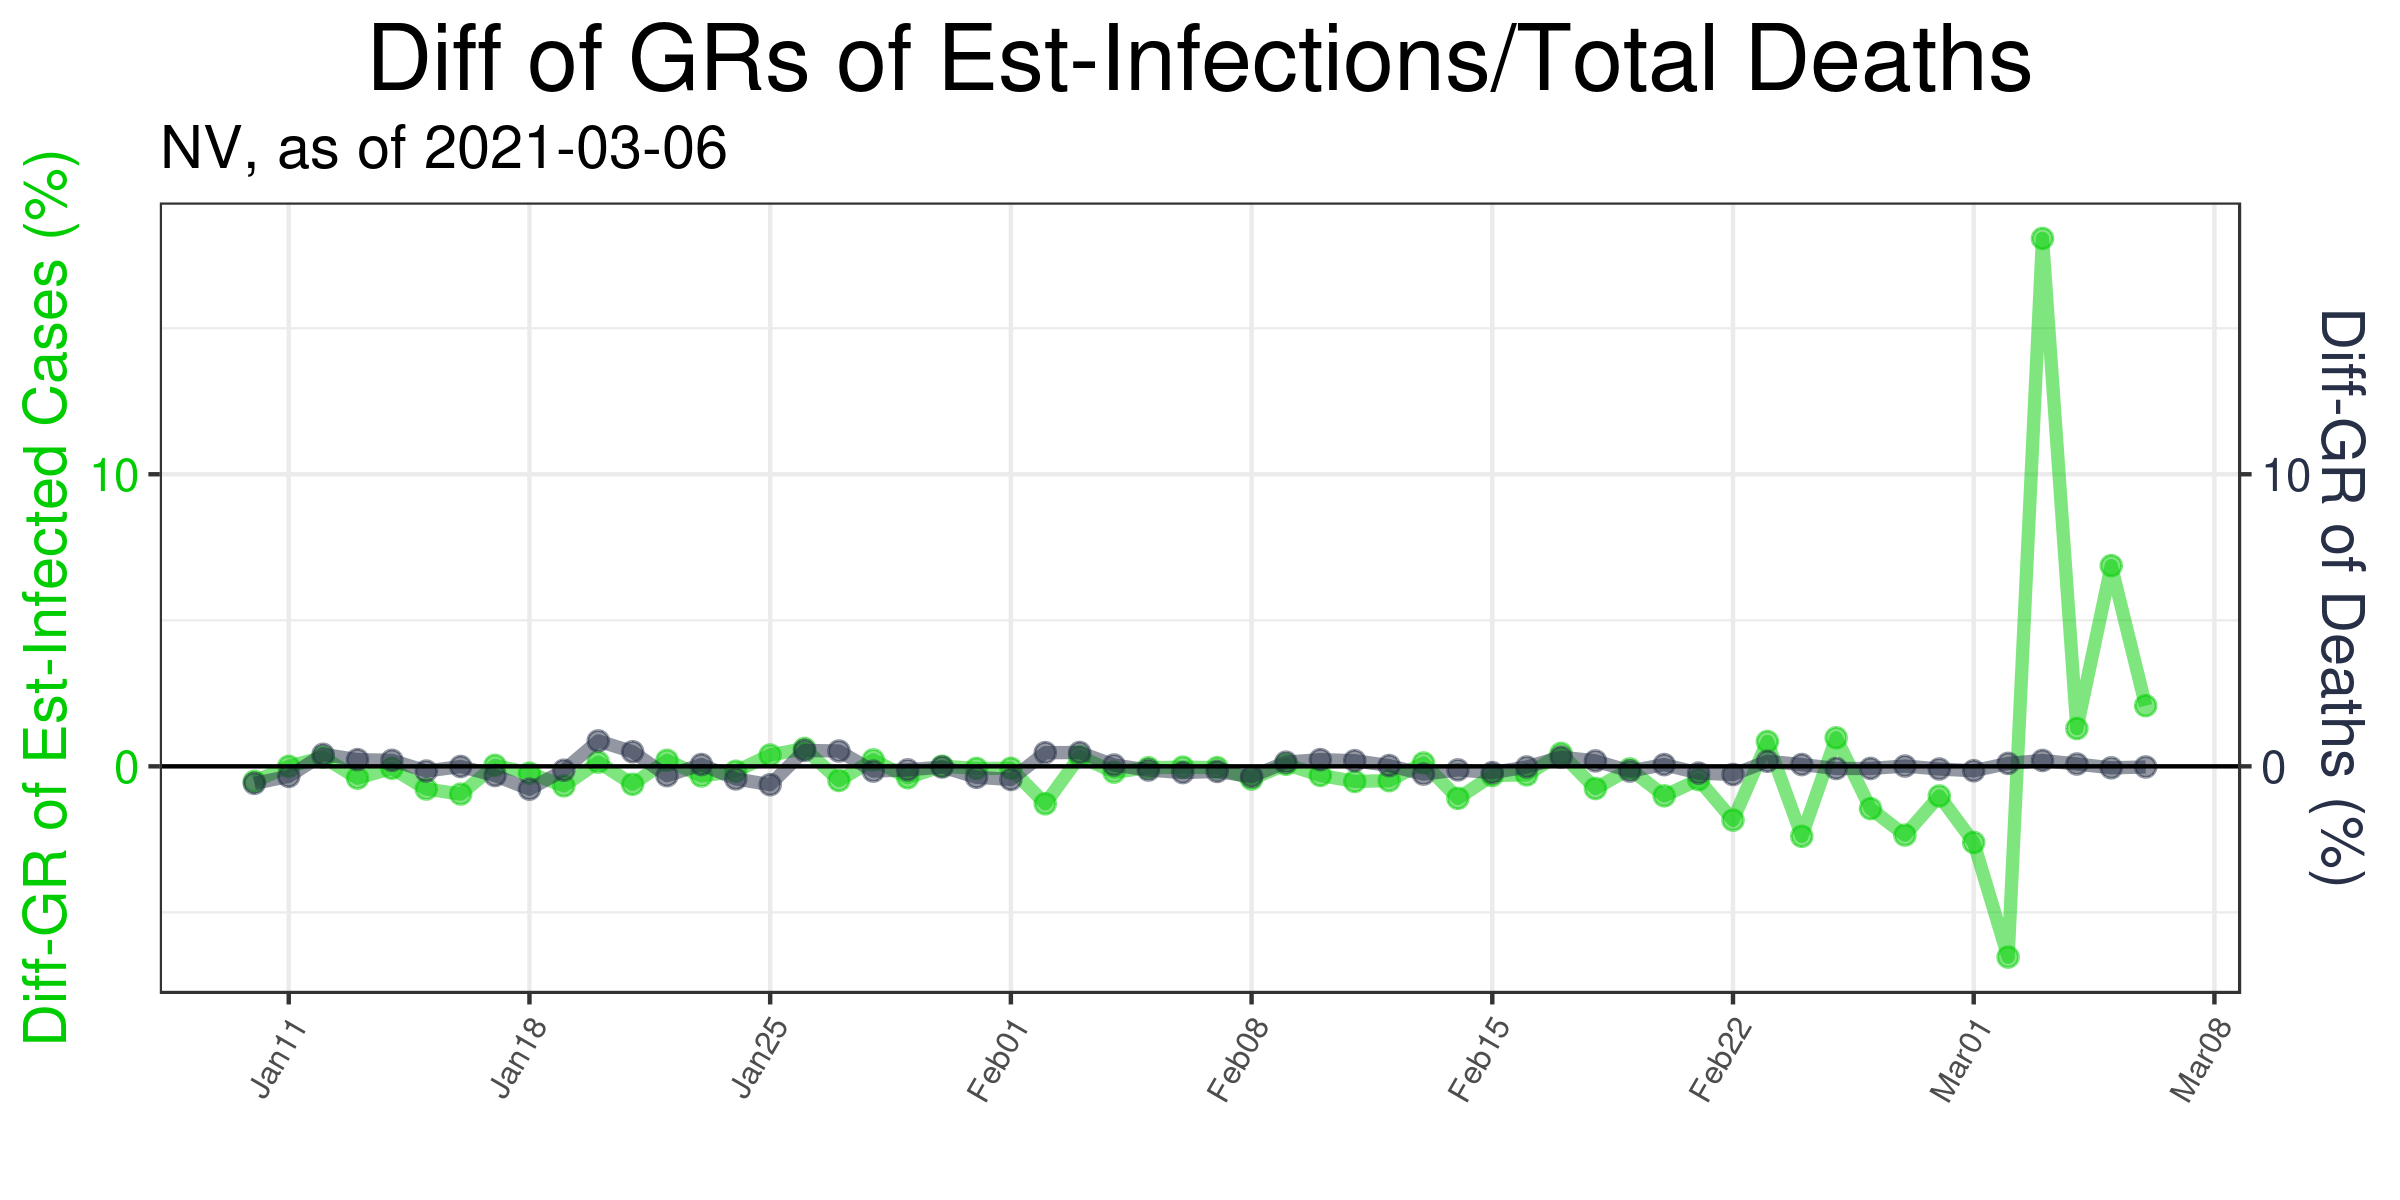 Diff of GRs of Est-Infections/Total Deaths
NV, as of 2021-03-06
Diff-GR of Est-Infected Cases (%)
10
0
10
0
Diff-GR of Deaths (%)
Jan11
Jan18
Jan25
Feb01
Feb08
Feb15
Feb22
Mar01
Mar08